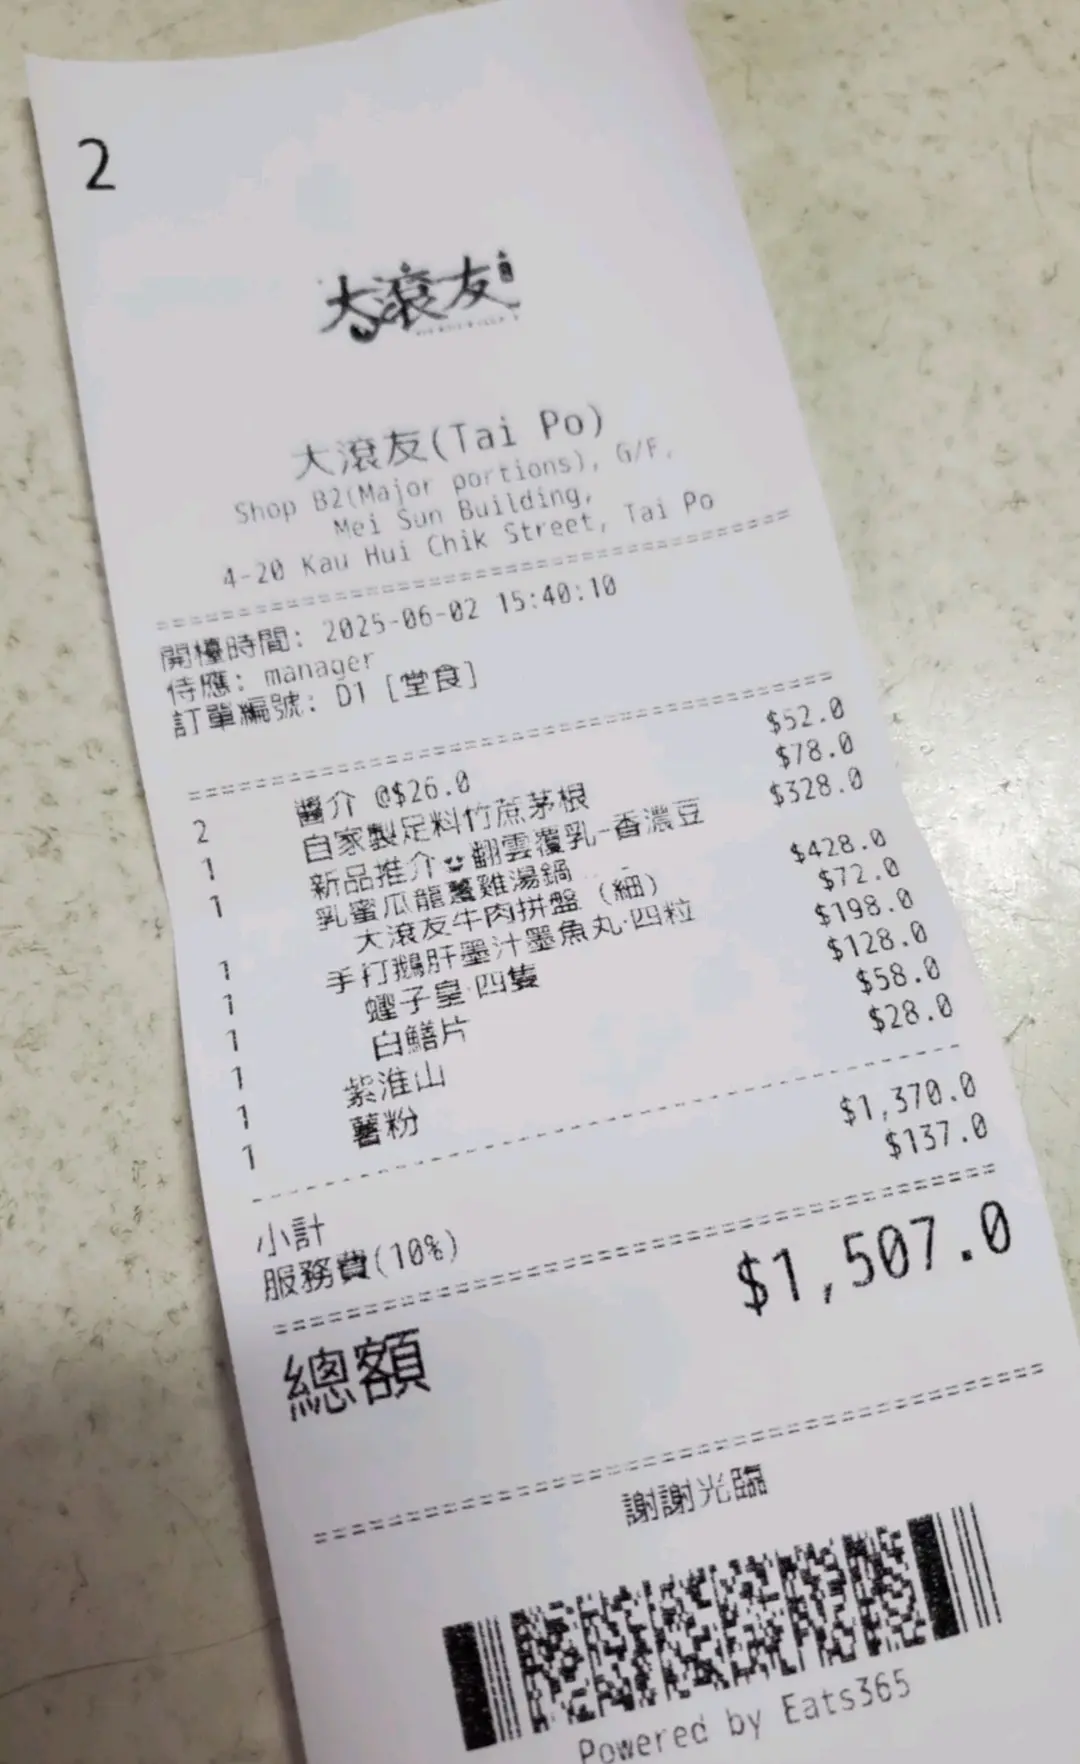 2
大滾友
大滾友(Tai Po)
Shop B2(Major portions), G/F,
Mei Sun Building,
4-20 Kau Hui Chik Street, Tai Po
開檯時間: 2025-06-02 15:40:10
侍應: manager
訂單編號: D1 [堂食]
2 醬介 @$26.0 $52.0
1 自家製足料竹蔗茅根 $78.0
1 新品推介 翻雲覆乳-香濃豆 $328.0
乳蜜瓜龍躉雞湯鍋
1 大滾友牛肉拼盤 (細) $428.0
1 手打鵝肝墨汁墨魚丸·四粒 $72.0
1 蟶子皇·四隻 $198.0
1 白鱔片 $128.0
1 紫淮山 $58.0
1 薯粉 $28.0
小計 $1,370.0
服務費(10%) $137.0
總額 $1,507.0
謝謝光臨
Powered by Eats365